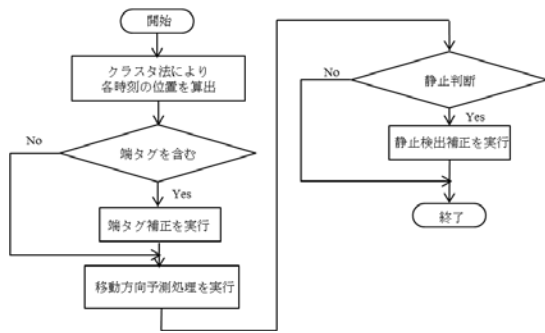 開始
クラスタ法により
各時刻の位置を算出
端タグを含む
No
Yes
端タグ補正を実行
移動方向予測処理を実行
静止判断
No
Yes
静止検出補正を実行
終了